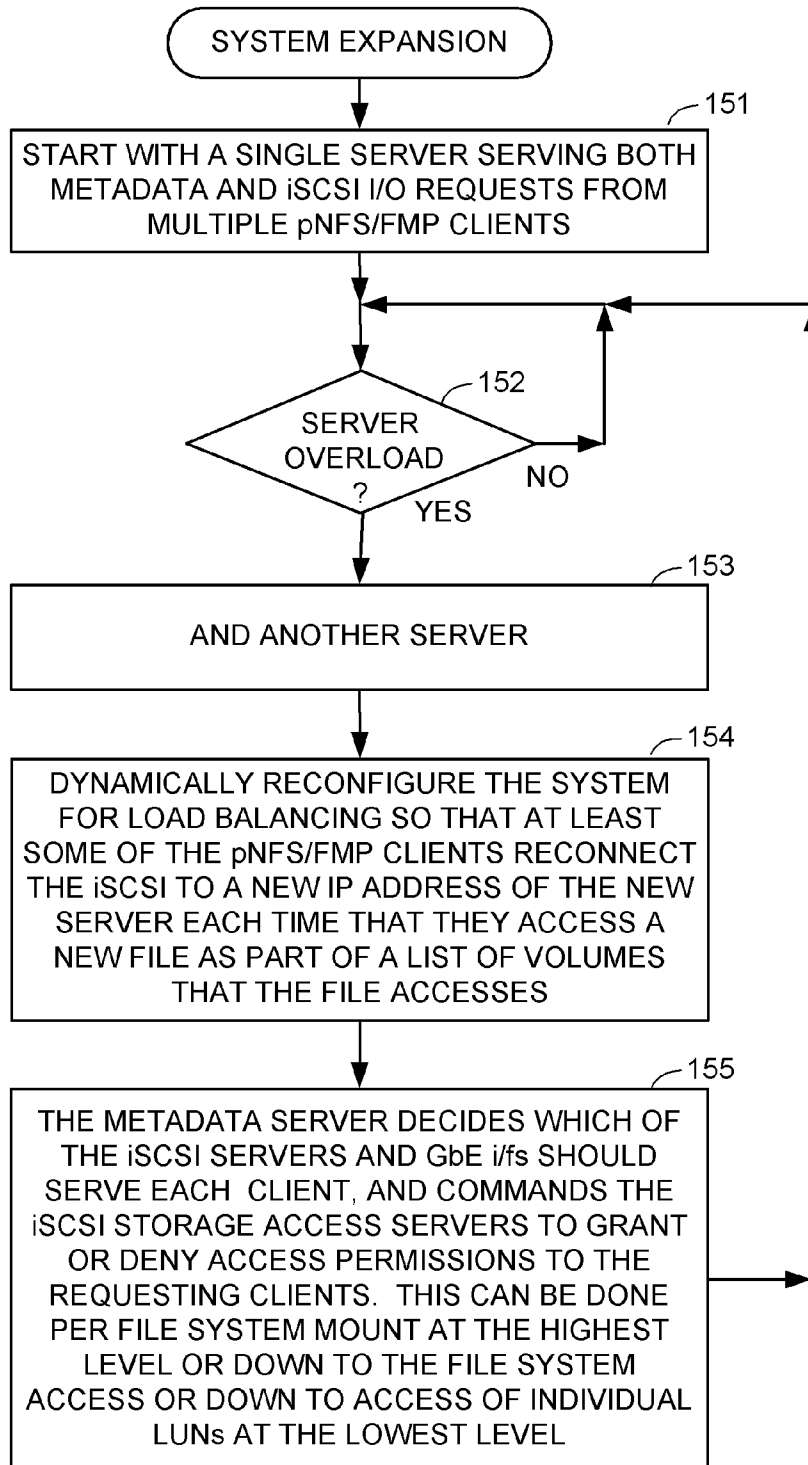 SYSTEM EXPANSION
151
START WITH A SINGLE SERVER SERVING BOTH
METADATA AND iSCSI I/O REQUESTS FROM
MULTIPLE pNFS/FMP CLIENTS
152
SERVER
OVERLOAD
?
NO
YES
153
AND ANOTHER SERVER
154
DYNAMICALLY RECONFIGURE THE SYSTEM
FOR LOAD BALANCING SO THAT AT LEAST
SOME OF THE pNFS/FMP CLIENTS RECONNECT
THE iSCSI TO A NEW IP ADDRESS OF THE NEW
SERVER EACH TIME THAT THEY ACCESS A
NEW FILE AS PART OF A LIST OF VOLUMES
THAT THE FILE ACCESSES
155
THE METADATA SERVER DECIDES WHICH OF
THE iSCSI SERVERS AND GbE i/fs SHOULD
SERVE EACH CLIENT, AND COMMANDS THE
iSCSI STORAGE ACCESS SERVERS TO GRANT
OR DENY ACCESS PERMISSIONS TO THE
REQUESTING CLIENTS. THIS CAN BE DONE
PER FILE SYSTEM MOUNT AT THE HIGHEST
LEVEL OR DOWN TO THE FILE SYSTEM
ACCESS OR DOWN TO ACCESS OF INDIVIDUAL
LUNs AT THE LOWEST LEVEL